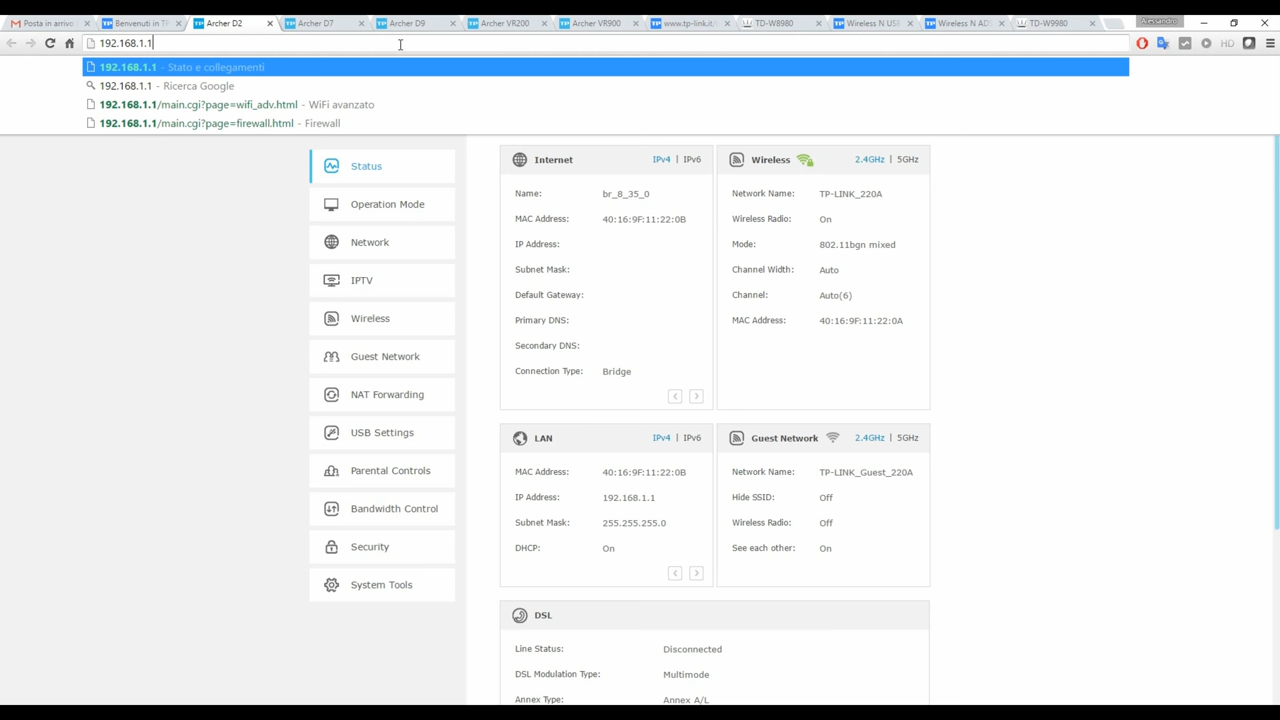 Posta in arrivo
Benvenuti in TP
Archer D2
Archer D7
Archer D9
Archer VR200
Archer VR900
www.tp-link.it
TD-W8980
Wireless N USB
Wireless N ADS
TD-W9980
Alessandro
192.168.1.1
HD
192.168.1.1 - Stato e collegamenti
192.168.1.1 - Ricerca Google
192.168.1.1/main.cgi?page=wifi_adv.html - WiFi avanzato
192.168.1.1/main.cgi?page=firewall.html - Firewall
Status
Operation Mode
Network
IPTV
Wireless
Guest Network
NAT Forwarding
USB Settings
Parental Controls
Bandwidth Control
Security
System Tools
Internet IPv4 | IPv6
Name: br_8_35_0
MAC Address: 40:16:9F:11:22:0B
IP Address:
Subnet Mask:
Default Gateway:
Primary DNS:
Secondary DNS:
Connection Type: Bridge
Wireless 2.4GHz | 5GHz
Network Name: TP-LINK_220A
Wireless Radio: On
Mode: 802.11bgn mixed
Channel Width: Auto
Channel: Auto(6)
MAC Address: 40:16:9F:11:22:0A
LAN IPv4 | IPv6
MAC Address: 40:16:9F:11:22:0B
IP Address: 192.168.1.1
Subnet Mask: 255.255.255.0
DHCP: On
Guest Network 2.4GHz | 5GHz
Network Name: TP-LINK_Guest_220A
Hide SSID: Off
Wireless Radio: Off
See each other: On
DSL
Line Status: Disconnected
DSL Modulation Type: Multimode
Annex Type: Annex A/L